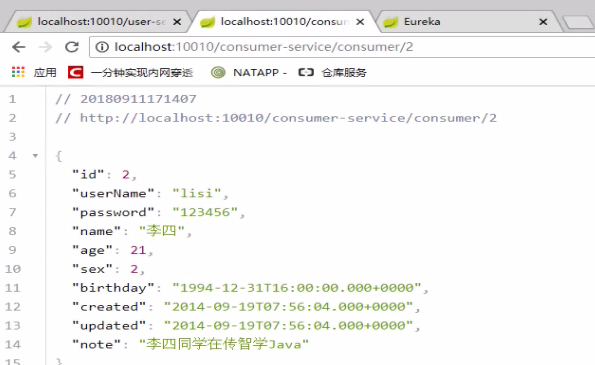 localhost:10010/user-se
localhost:10010/consum
Eureka
localhost:10010/consumer-service/consumer/2
应用 一分钟实现内网穿透 NATAPP - 仓库服务
1 // 20180911171407
2 // http://localhost:10010/consumer-service/consumer/2
3
4 {
5 "id": 2,
6 "userName": "lisi",
7 "password": "123456",
8 "name": "李四",
9 "age": 21,
10 "sex": 2,
11 "birthday": "1994-12-31T16:00:00.000+0000",
12 "created": "2014-09-19T07:56:04.000+0000",
13 "updated": "2014-09-19T07:56:04.000+0000",
14 "note": "李四同学在传智学Java"
15 }